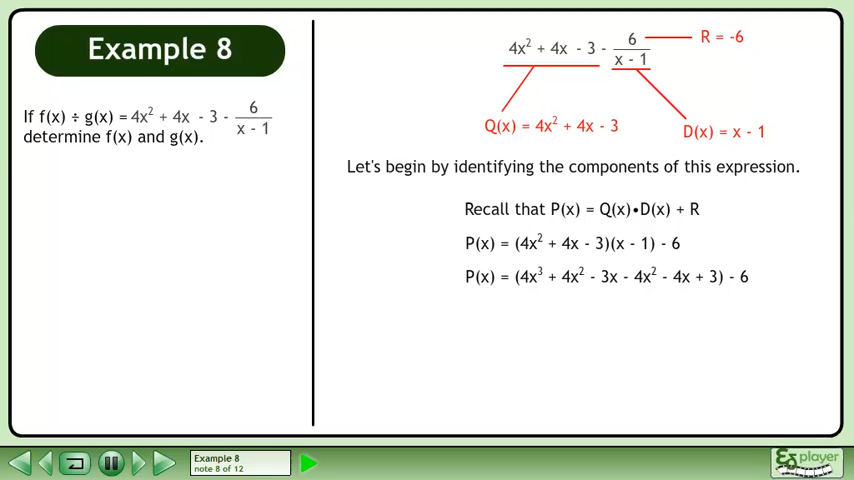 Example 8
If f(x) ÷ g(x) = 4x² + 4x - 3 - 6/(x - 1)
determine f(x) and g(x).
4x² + 4x - 3 - 6/(x - 1)
R = -6
Q(x) = 4x² + 4x - 3
D(x) = x - 1
Let's begin by identifying the components of this expression.
Recall that P(x) = Q(x)•D(x) + R
P(x) = (4x² + 4x - 3)(x - 1) - 6
P(x) = (4x³ + 4x² - 3x - 4x² - 4x + 3) - 6
Example 8
note 8 of 12
player